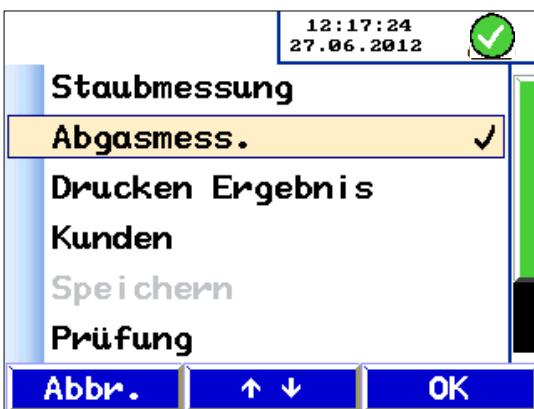 12:17:24
27.06.2012
Staubmessung
Abgasmess.
Drucken Ergebnis
Kunden
Speichern
Prüfung
Abbr. ↑ ↓ OK